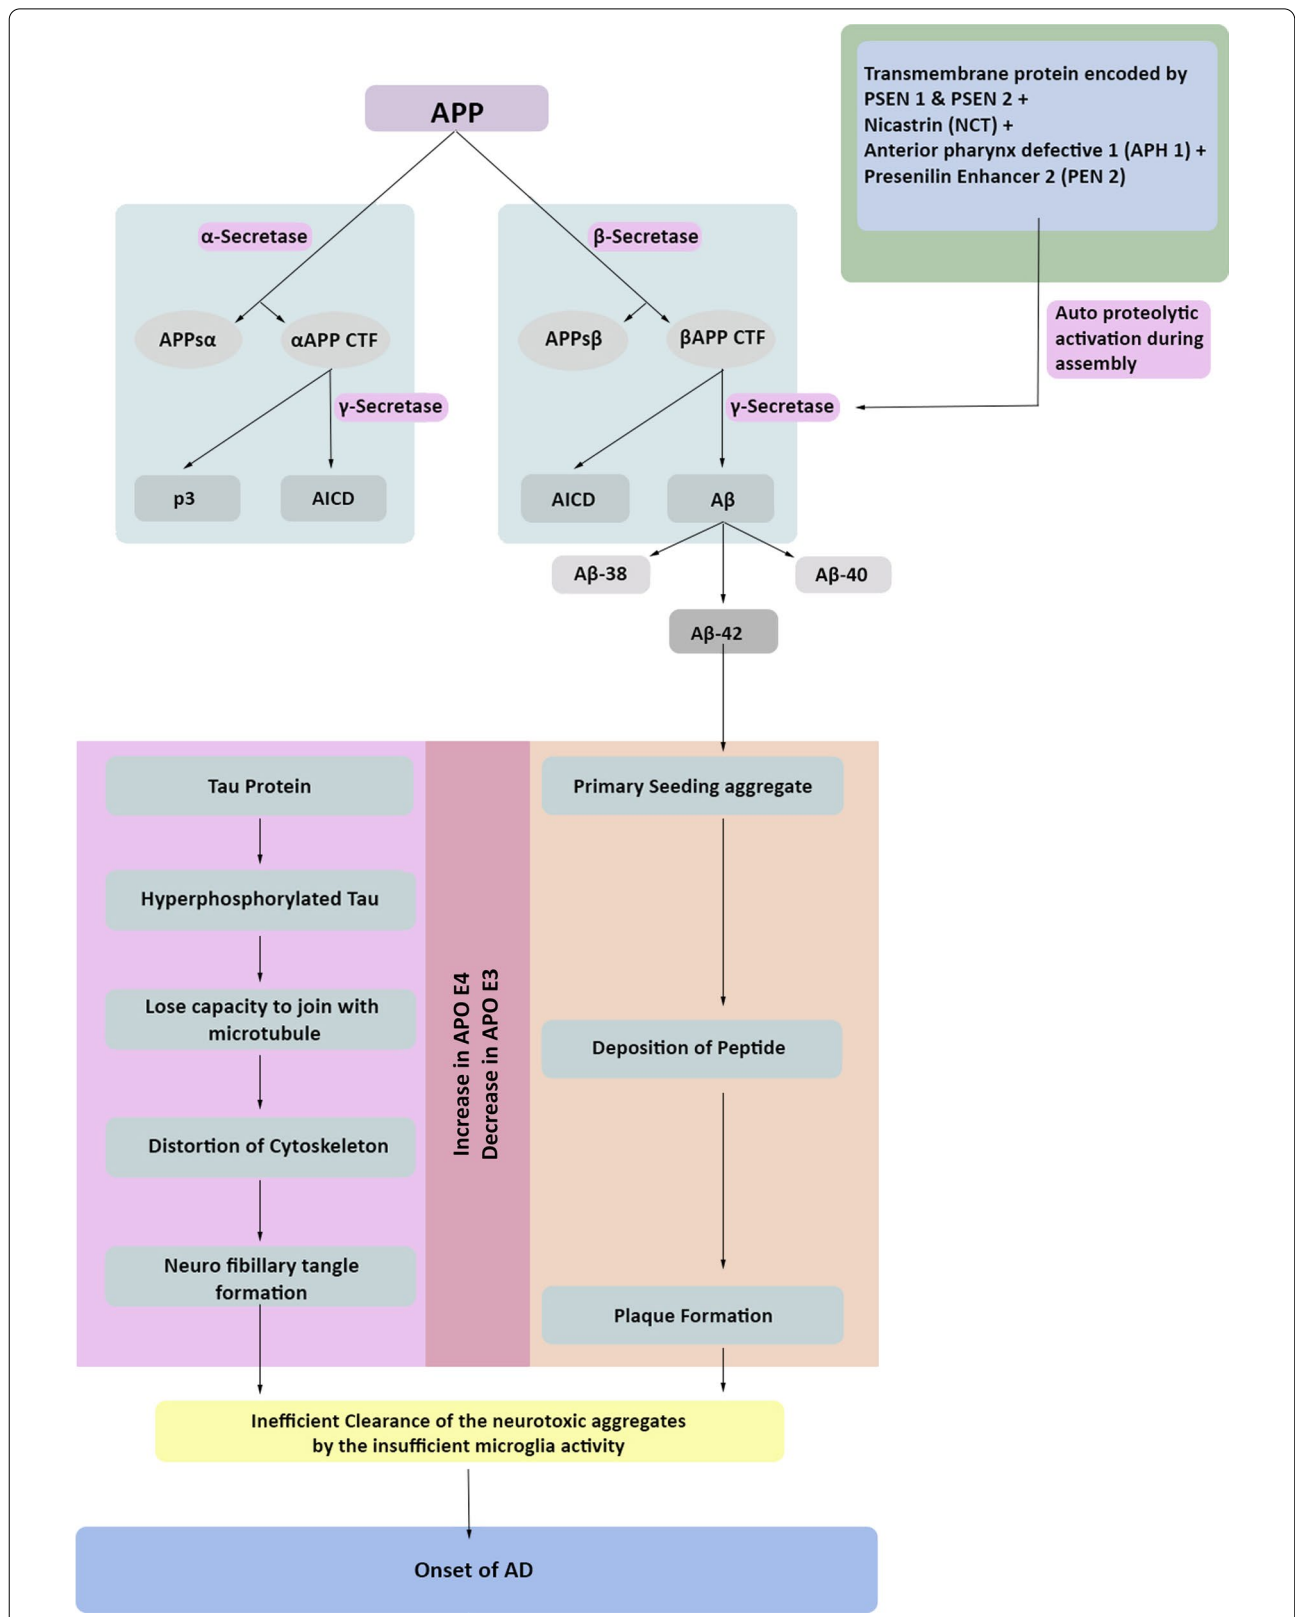 APP
Transmembrane protein encoded by
PSEN 1 & PSEN 2 +
Nicastrin (NCT) +
Anterior pharynx defective 1 (APH 1) +
Presenilin Enhancer 2 (PEN 2)
α-Secretase
β-Secretase
Auto proteolytic
activation during
assembly
APPsα
αAPP CTF
APPsβ
βAPP CTF
γ-Secretase
γ-Secretase
p3
AICD
AICD
Aβ
Aβ-38
Aβ-40
Aβ-42
Tau Protein
Hyperphosphorylated Tau
Lose capacity to join with
microtubule
Distortion of Cytoskeleton
Neuro fibillary tangle
formation
Increase in APO E4
Decrease in APO E3
Primary Seeding aggregate
Deposition of Peptide
Plaque Formation
Inefficient Clearance of the neurotoxic aggregates
by the insufficient microglia activity
Onset of AD